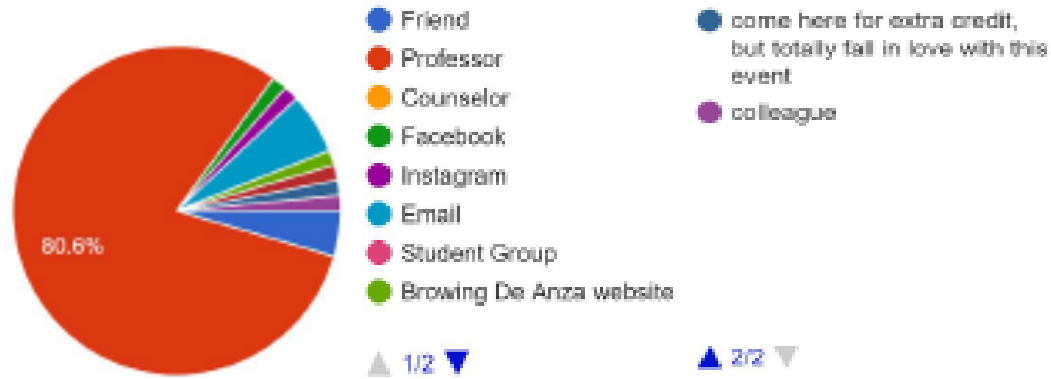 80.6%
Friend
Professor
Counselor
Facebook
Instagram
Email
Student Group
Browing De Anza website
1/2
come here for extra credit,
but totally fall in love with this
event
colleague
2/2